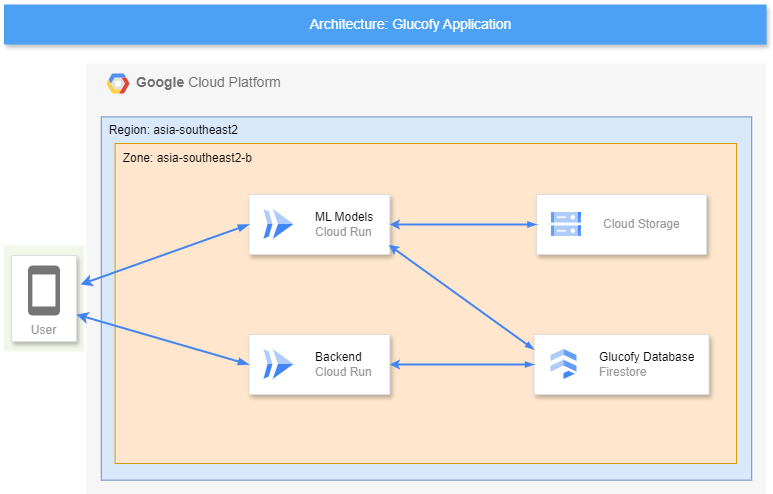 Architecture: Glucofy Application
Google Cloud Platform
Region: asia-southeast2
Zone: asia-southeast2-b
ML Models
Cloud Run
Cloud Storage
User
Backend
Cloud Run
Glucofy Database
Firestore